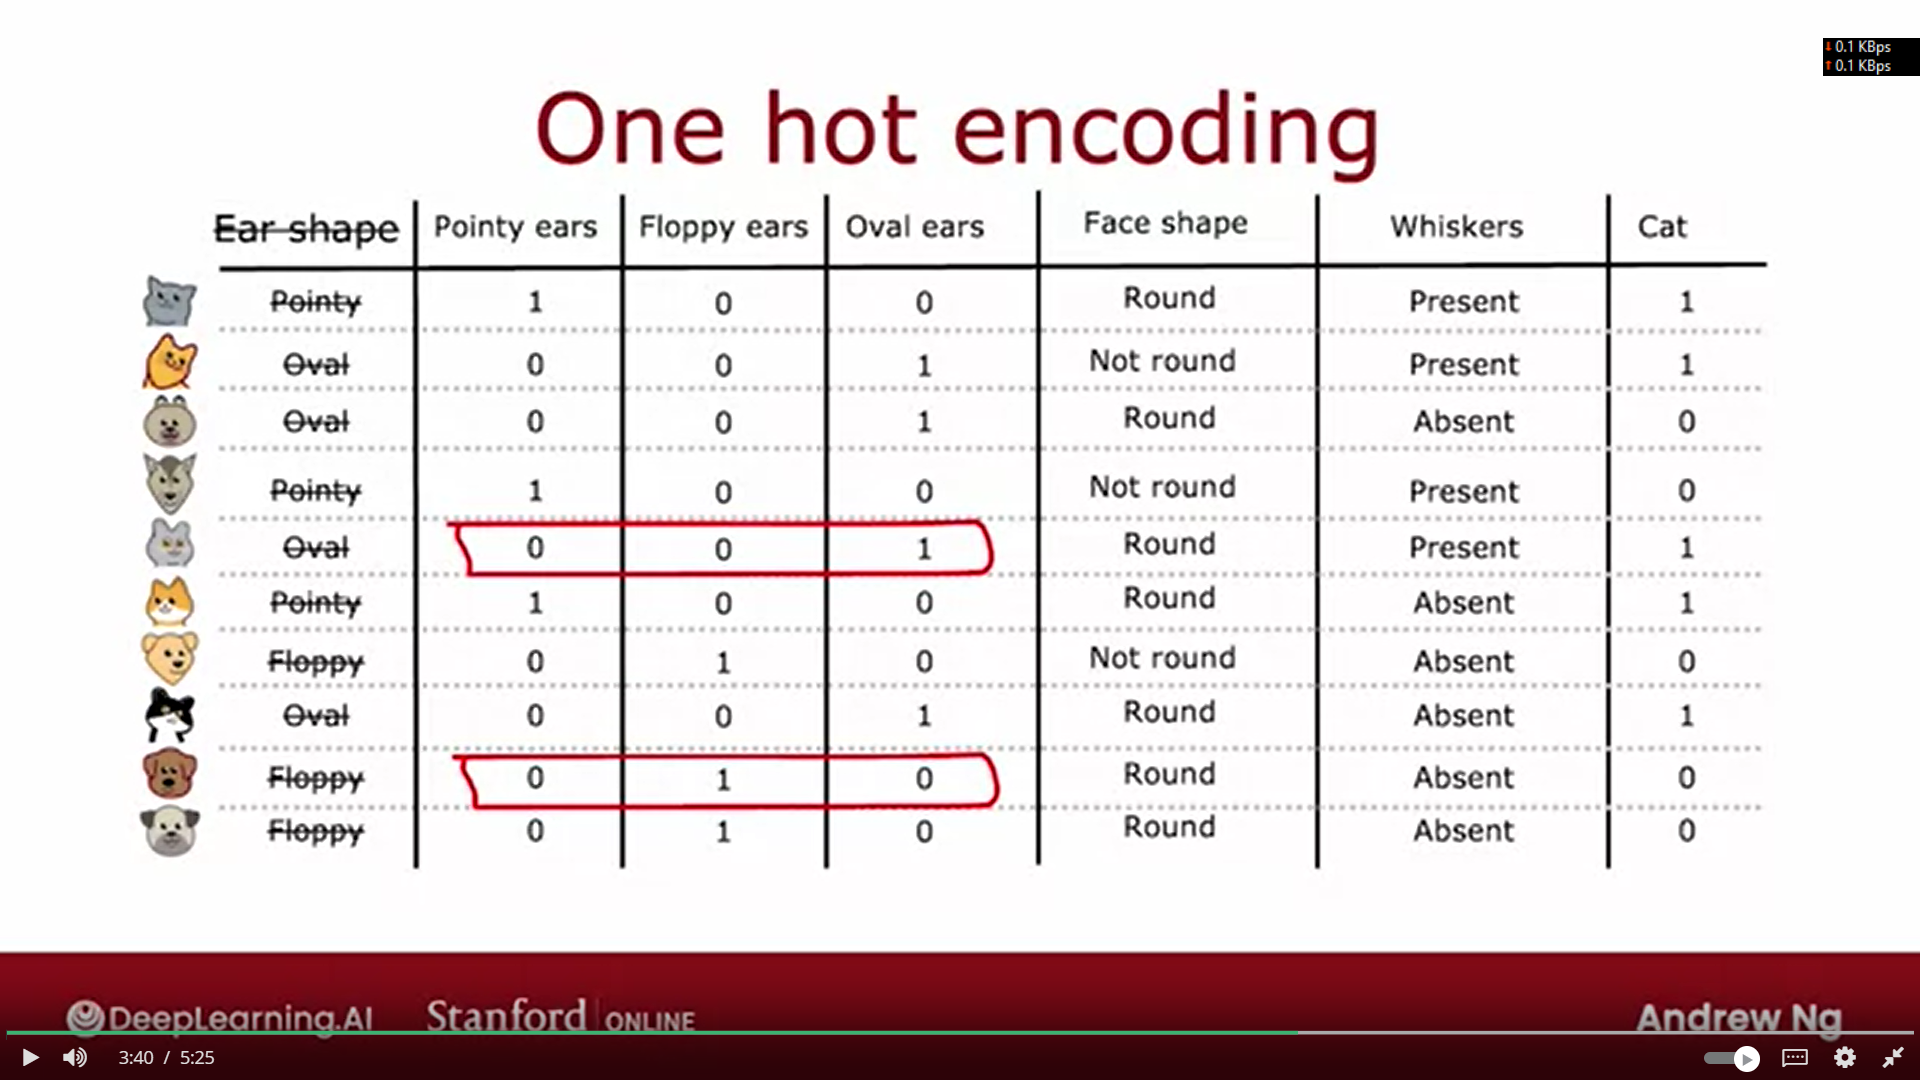 ↓ 0.1 KBps
↑ 0.1 KBps
One hot encoding
Ear shape Pointy ears Floppy ears Oval ears Face shape Whiskers Cat
Pointy 1 0 0 Round Present 1
Oval 0 0 1 Not round Present 1
Oval 0 0 1 Round Absent 0
Pointy 1 0 0 Not round Present 0
Oval 0 0 1 Round Present 1
Pointy 1 0 0 Round Absent 1
Floppy 0 1 0 Not round Absent 0
Oval 0 0 1 Round Absent 1
Floppy 0 1 0 Round Absent 0
Floppy 0 1 0 Round Absent 0
DeepLearning.AI Stanford ONLINE Andrew Ng
3:40 / 5:25